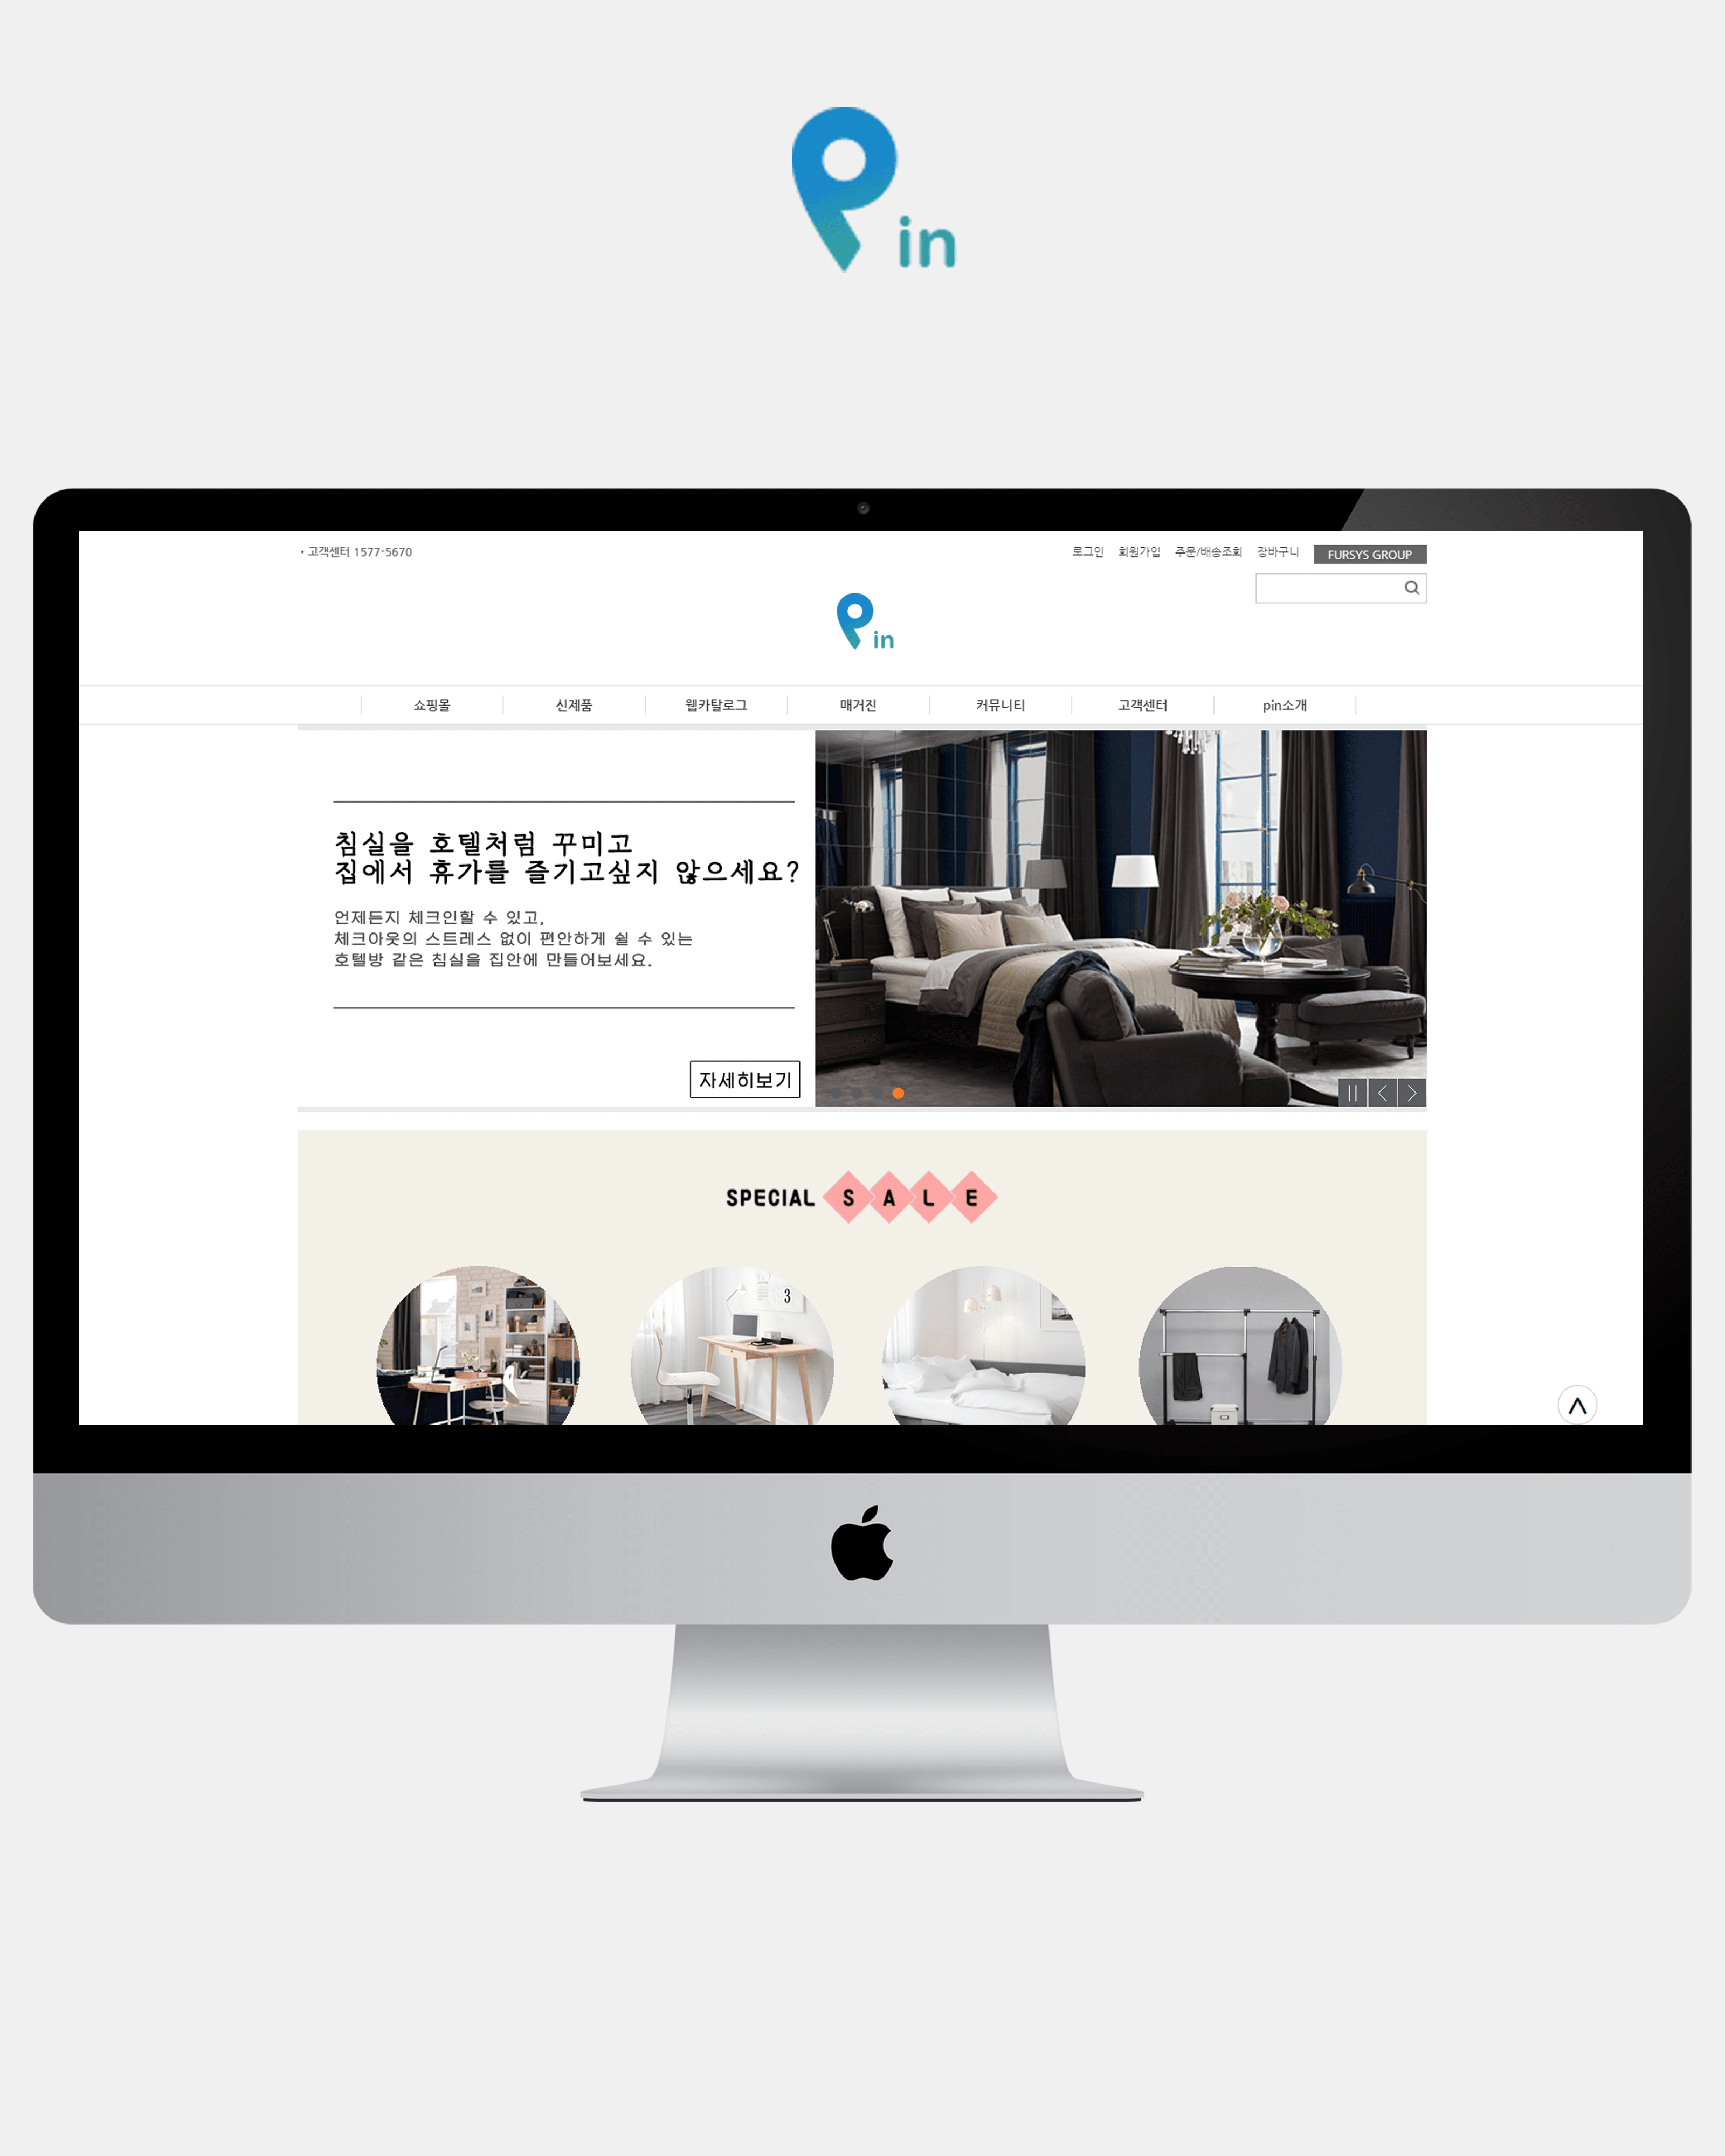 Pin
• 고객센터 1577-5670
로그인 회원가입 주문/배송조회 장바구니 FURSYS GROUP
Pin
쇼핑몰 신제품 웹카탈로그 매거진 커뮤니티 고객센터 pin소개
침실을 호텔처럼 꾸미고
집에서 휴가를 즐기고싶지 않으세요?
언제든지 체크인할 수 있고,
체크아웃의 스트레스 없이 편안하게 쉴 수 있는
호텔방 같은 침실을 집안에 만들어보세요.
자세히보기
SPECIAL SALE
3